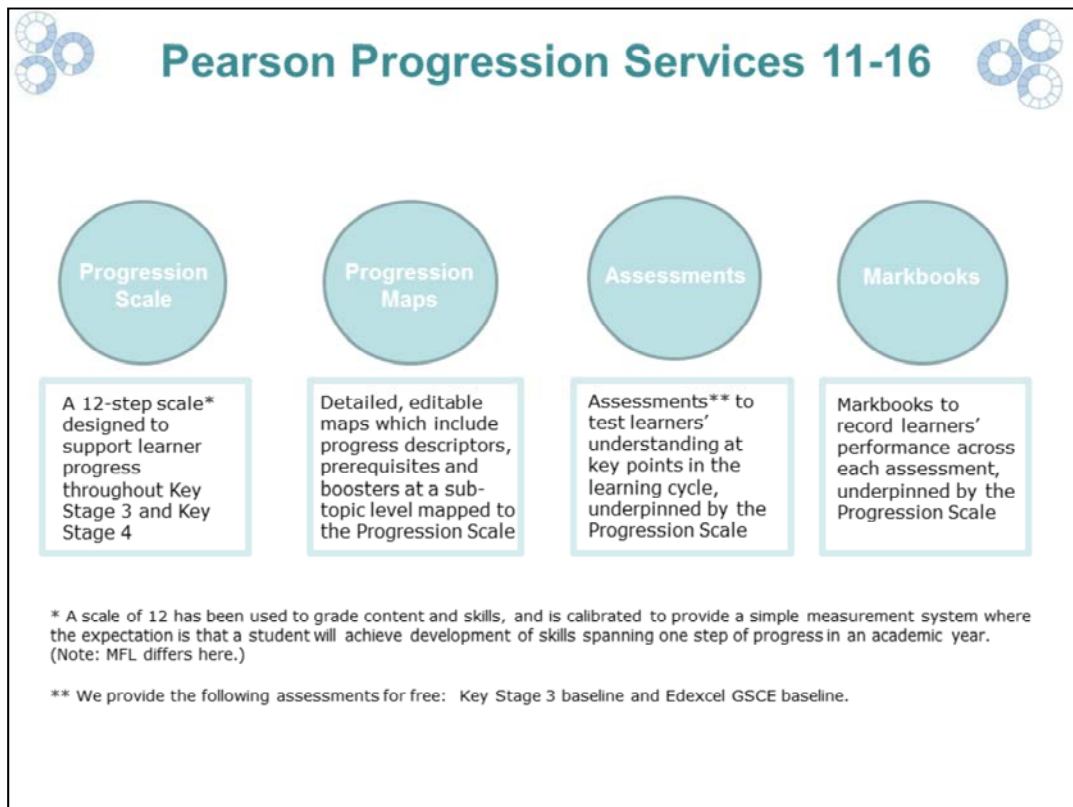 Pearson Progression Services 11-16
Progression
Scale
Progression
Maps
Assessments
Markbooks
A 12-step scale*
designed to
support learner
progress
throughout Key
Stage 3 and Key
Stage 4
Detailed, editable
maps which include
progress descriptors,
prerequisites and
boosters at a sub-
topic level mapped to
the Progression Scale
Assessments** to
test learners’
understanding at
key points in the
learning cycle,
underpinned by the
Progression Scale
Markbooks to
record learners’
performance across
each assessment,
underpinned by the
Progression Scale
* A scale of 12 has been used to grade content and skills, and is calibrated to provide a simple measurement system where
the expectation is that a student will achieve development of skills spanning one step of progress in an academic year.
(Note: MFL differs here.)
** We provide the following assessments for free: Key Stage 3 baseline and Edexcel GSCE baseline.